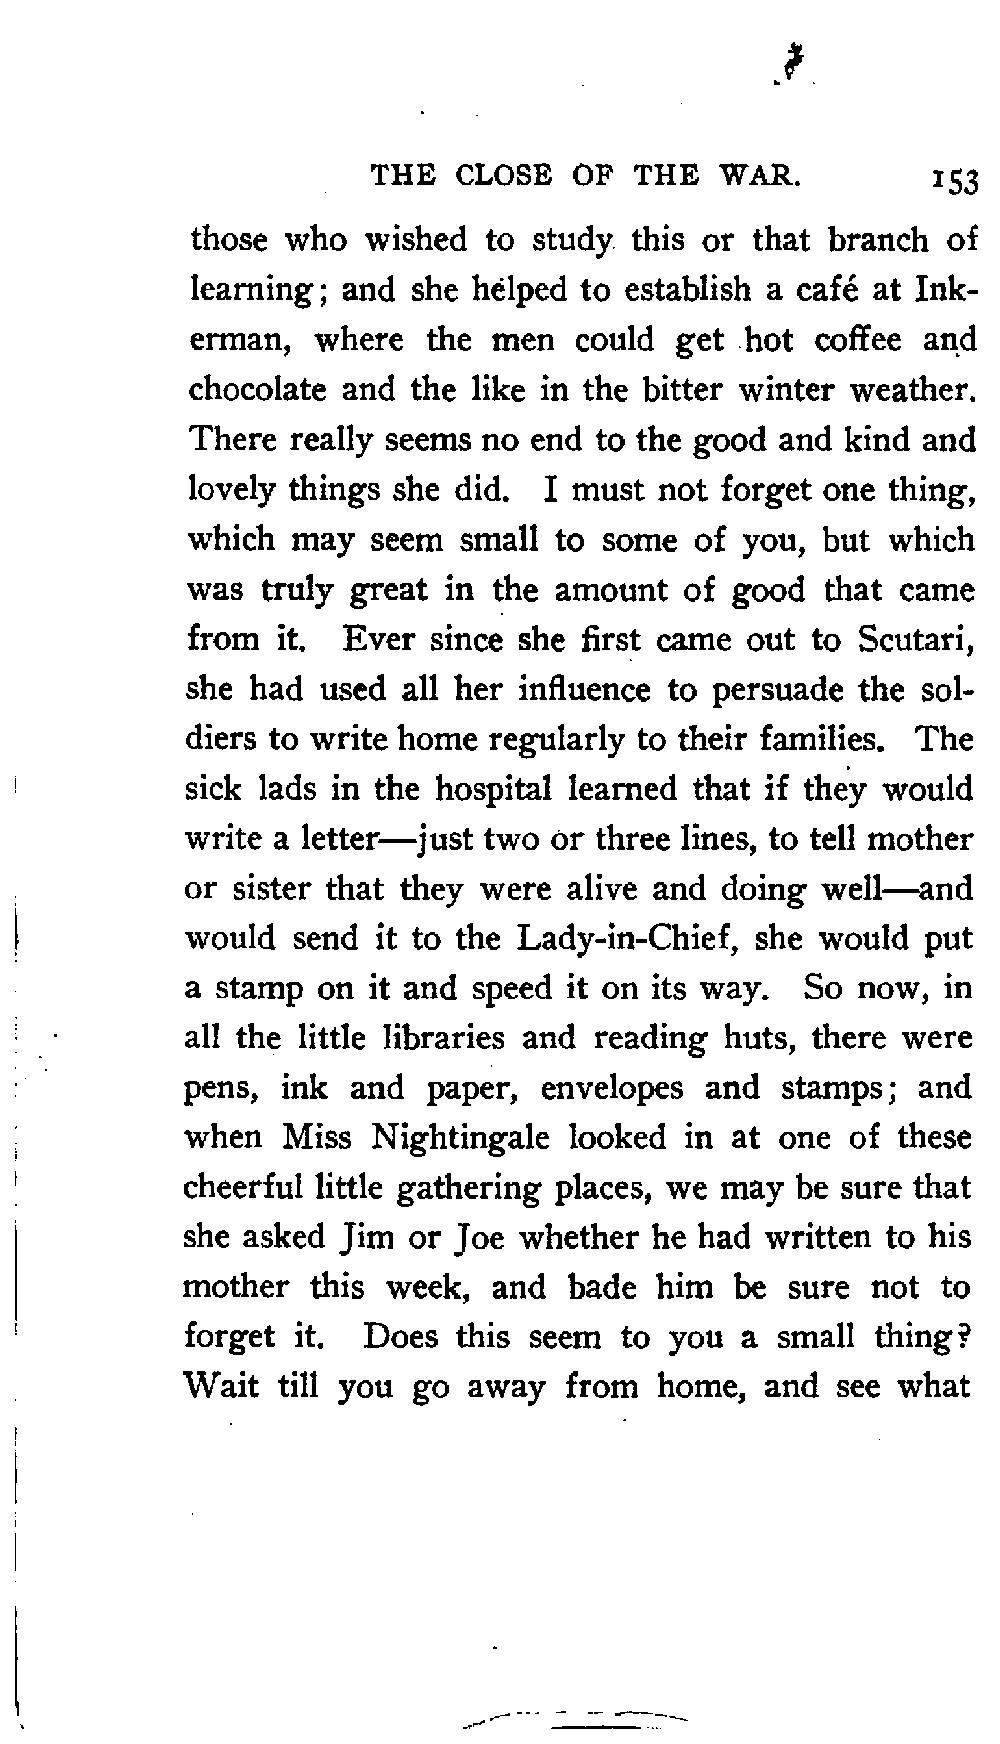 THE CLOSE OF THE WAR. 153
those who wished to study this or that branch of
learning; and she helped to establish a café at Ink-
erman, where the men could get hot coffee and
chocolate and the like in the bitter winter weather.
There really seems no end to the good and kind and
lovely things she did. I must not forget one thing,
which may seem small to some of you, but which
was truly great in the amount of good that came
from it. Ever since she first came out to Scutari,
she had used all her influence to persuade the sol-
diers to write home regularly to their families. The
sick lads in the hospital learned that if they would
write a letter—just two or three lines, to tell mother
or sister that they were alive and doing well—and
would send it to the Lady-in-Chief, she would put
a stamp on it and speed it on its way. So now, in
all the little libraries and reading huts, there were
pens, ink and paper, envelopes and stamps; and
when Miss Nightingale looked in at one of these
cheerful little gathering places, we may be sure that
she asked Jim or Joe whether he had written to his
mother this week, and bade him be sure not to
forget it. Does this seem to you a small thing?
Wait till you go away from home, and see what